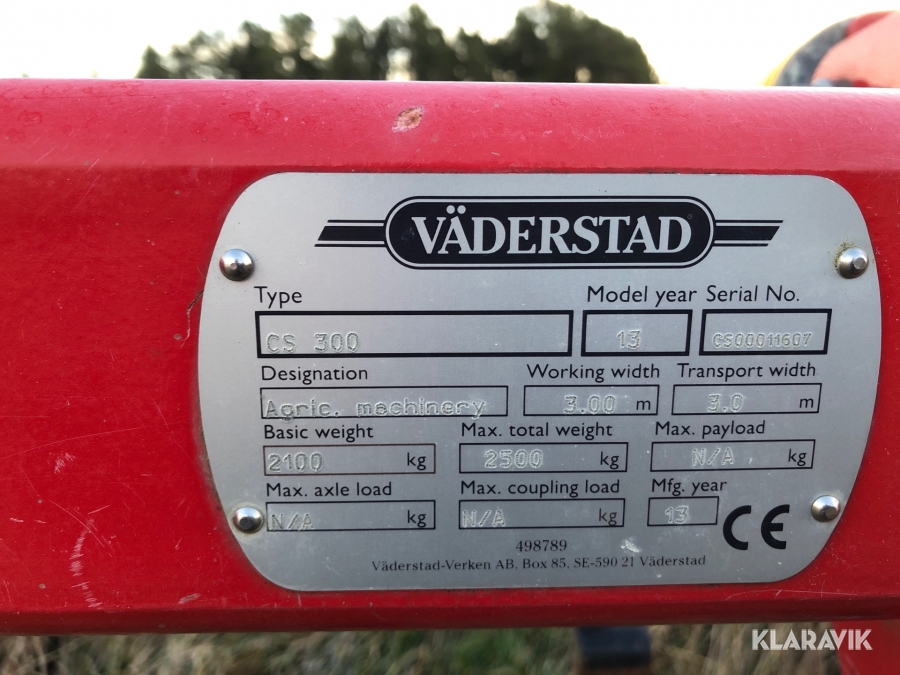 VÄDERSTAD
Type Model year Serial No.
CS 300 13 CS00011607
Designation Working width Transport width
Agric. machinery 3.00 m 3.0 m
Basic weight Max. total weight Max. payload
2100 kg 2500 kg N/A kg
Max. axle load Max. coupling load Mfg. year
N/A kg N/A kg 13 CE
498789
Väderstad-Verken AB, Box 85, SE-590 21 Väderstad
KLARAVIK